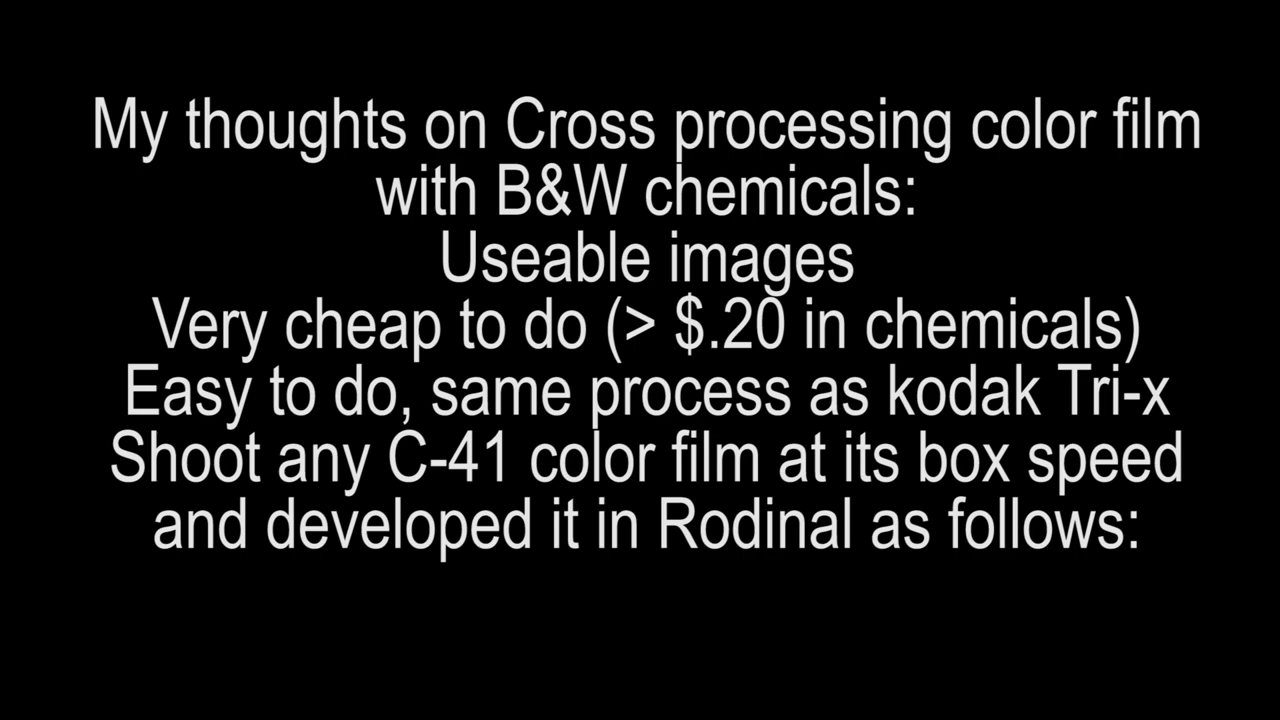 My thoughts on Cross processing color film
with B&W chemicals:
Useable images
Very cheap to do (> $.20 in chemicals)
Easy to do, same process as kodak Tri-x
Shoot any C-41 color film at its box speed
and developed it in Rodinal as follows: